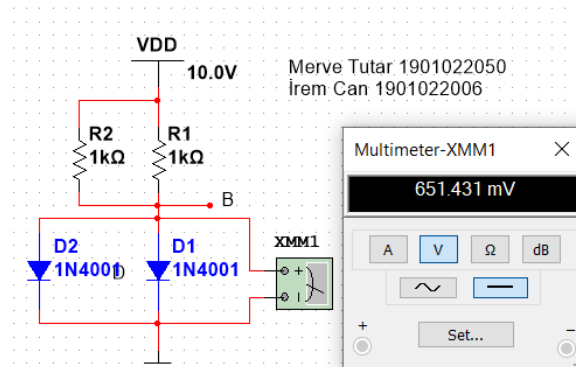 VDD
10.0V
Merve Tutar 1901022050
İrem Can 1901022006
R2
1kΩ
R1
1kΩ
B
D2
1N4001
D
D1
1N4001
XMM1
+
Multimeter-XMM1 ×
651.431 mV
A V Ω dB
+ Set... −